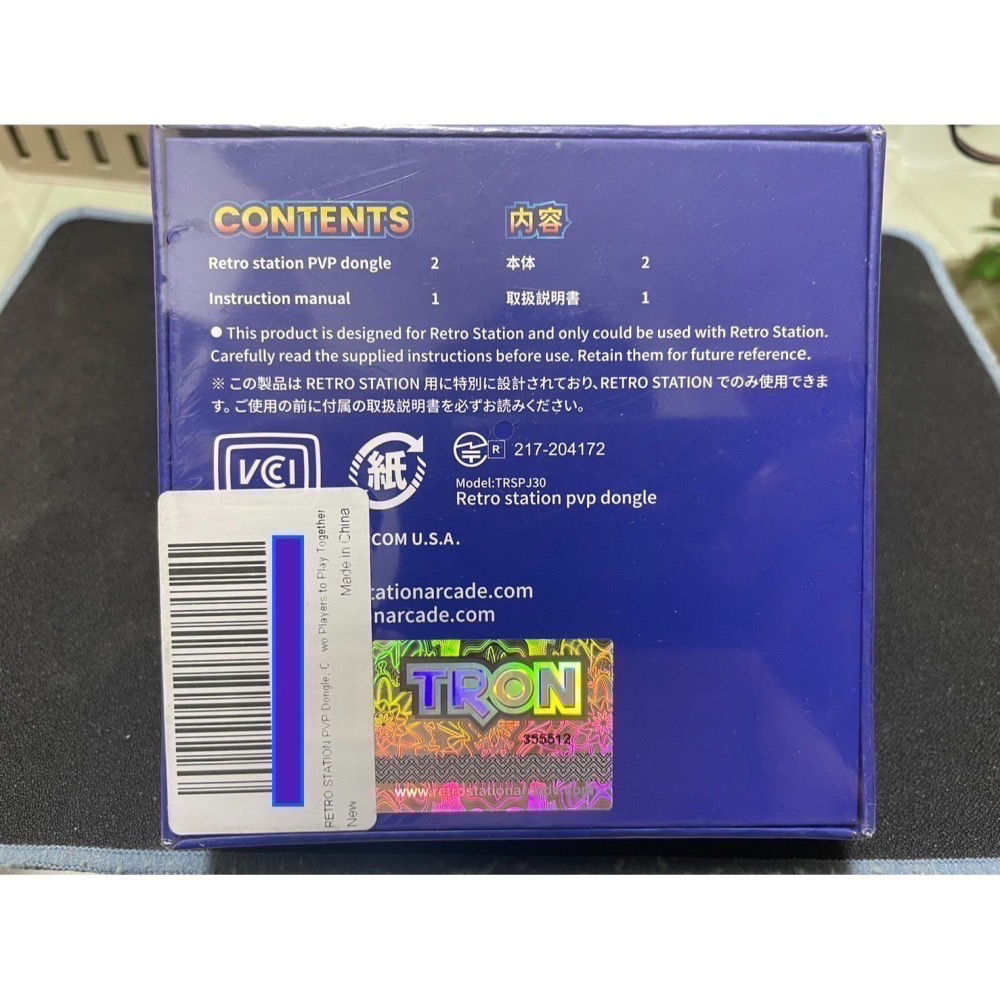 CONTENTS 内容
Retro station PVP dongle 2 本体 2
Instruction manual 1 取扱説明書 1
● This product is designed for Retro Station and only could be used with Retro Station.
Carefully read the supplied instructions before use. Retain them for future reference.
※ この製品は RETRO STATION 用に特別に設計されており、RETRO STATION でのみ使用できま
す。ご使用の前に付属の取扱説明書を必ずお読みください。
VCCI
紙
R 217-204172
Model:TRSPJ30
Retro station pvp dongle
COM U.S.A.
tationarcade.com
narcade.com
TRON
355512
www.retrostationarcade.com
RETRO STATION PVP Dongle, wo Players to Play Together
New Made in China